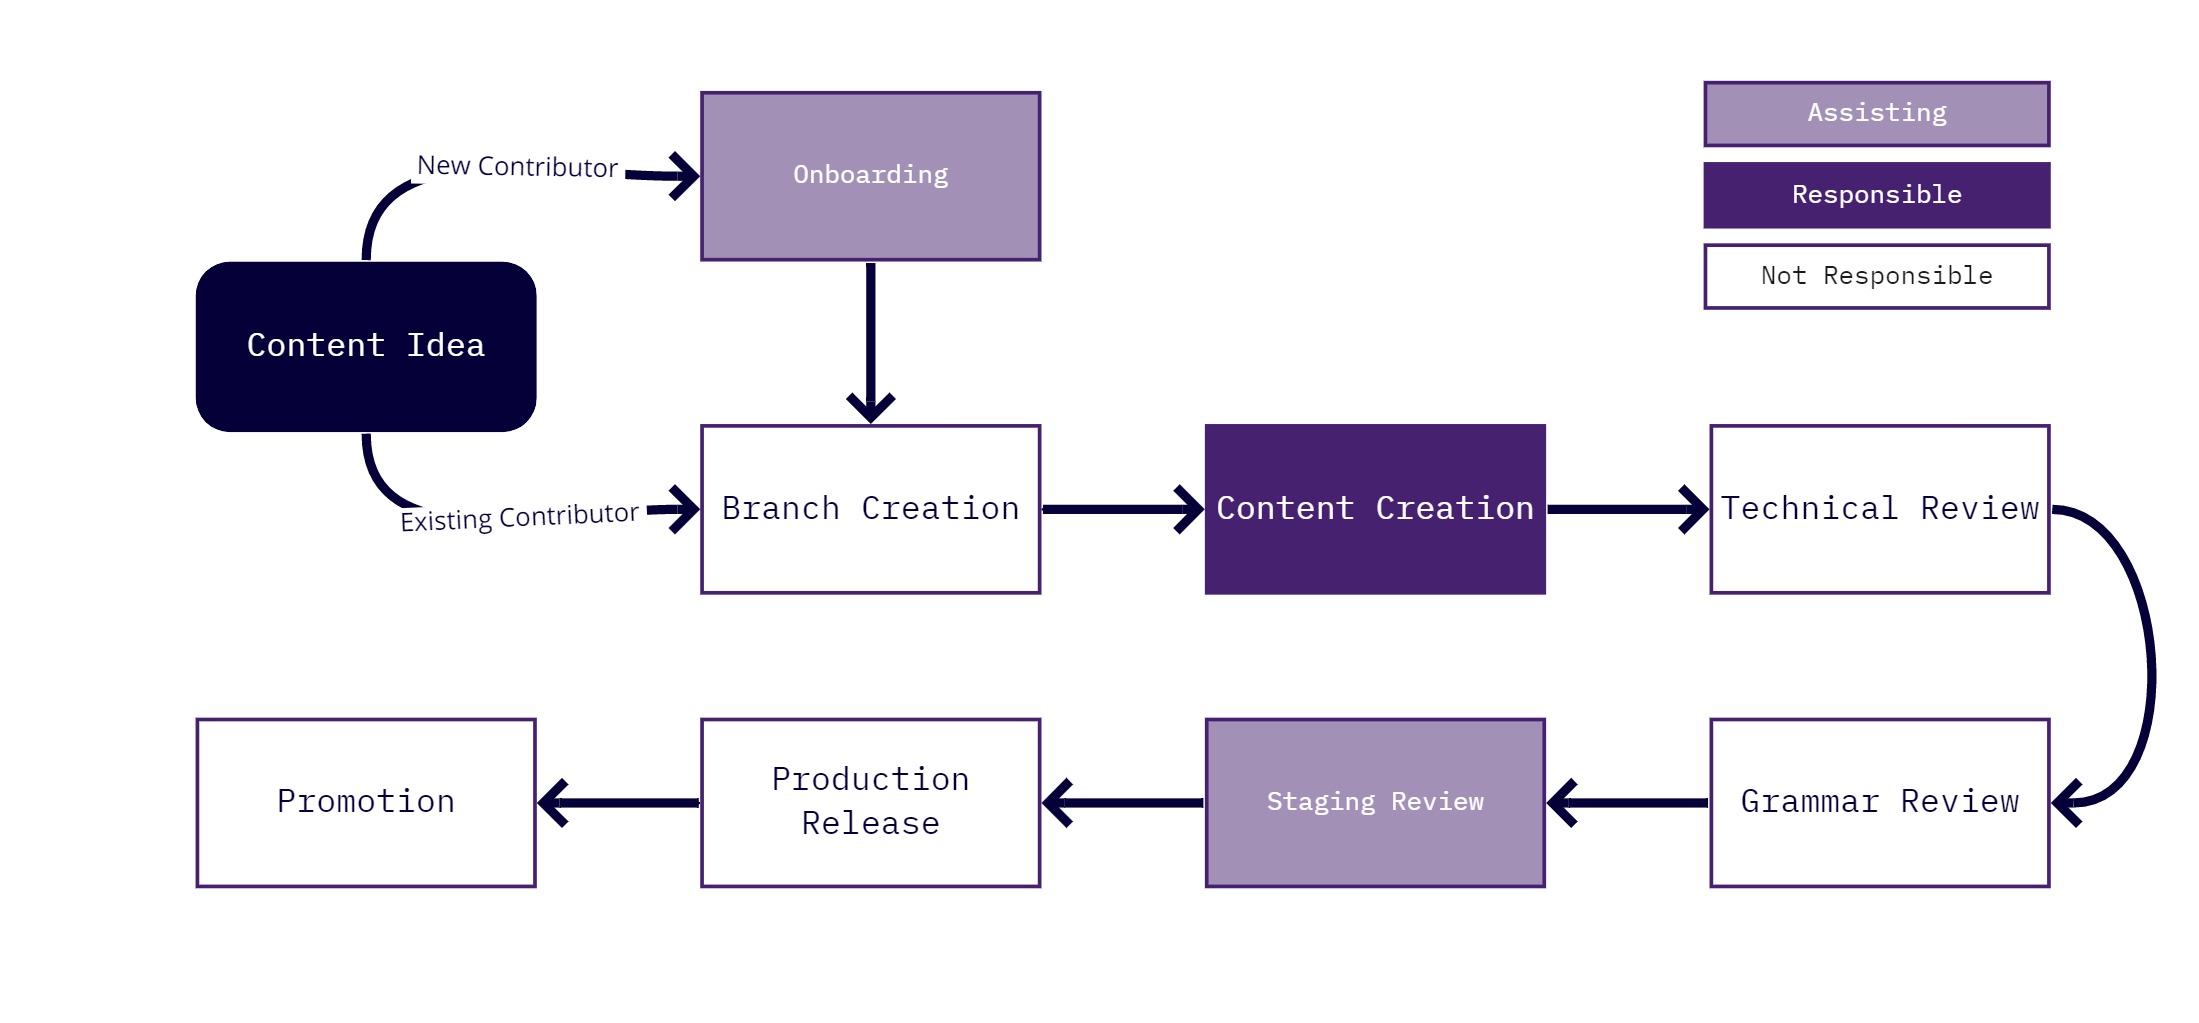 Assisting
New Contributor
Onboarding
Responsible
Not Responsible
Content Idea
Existing Contributor
Branch Creation
Content Creation
Technical Review
Promotion
Production
Release
Staging Review
Grammar Review